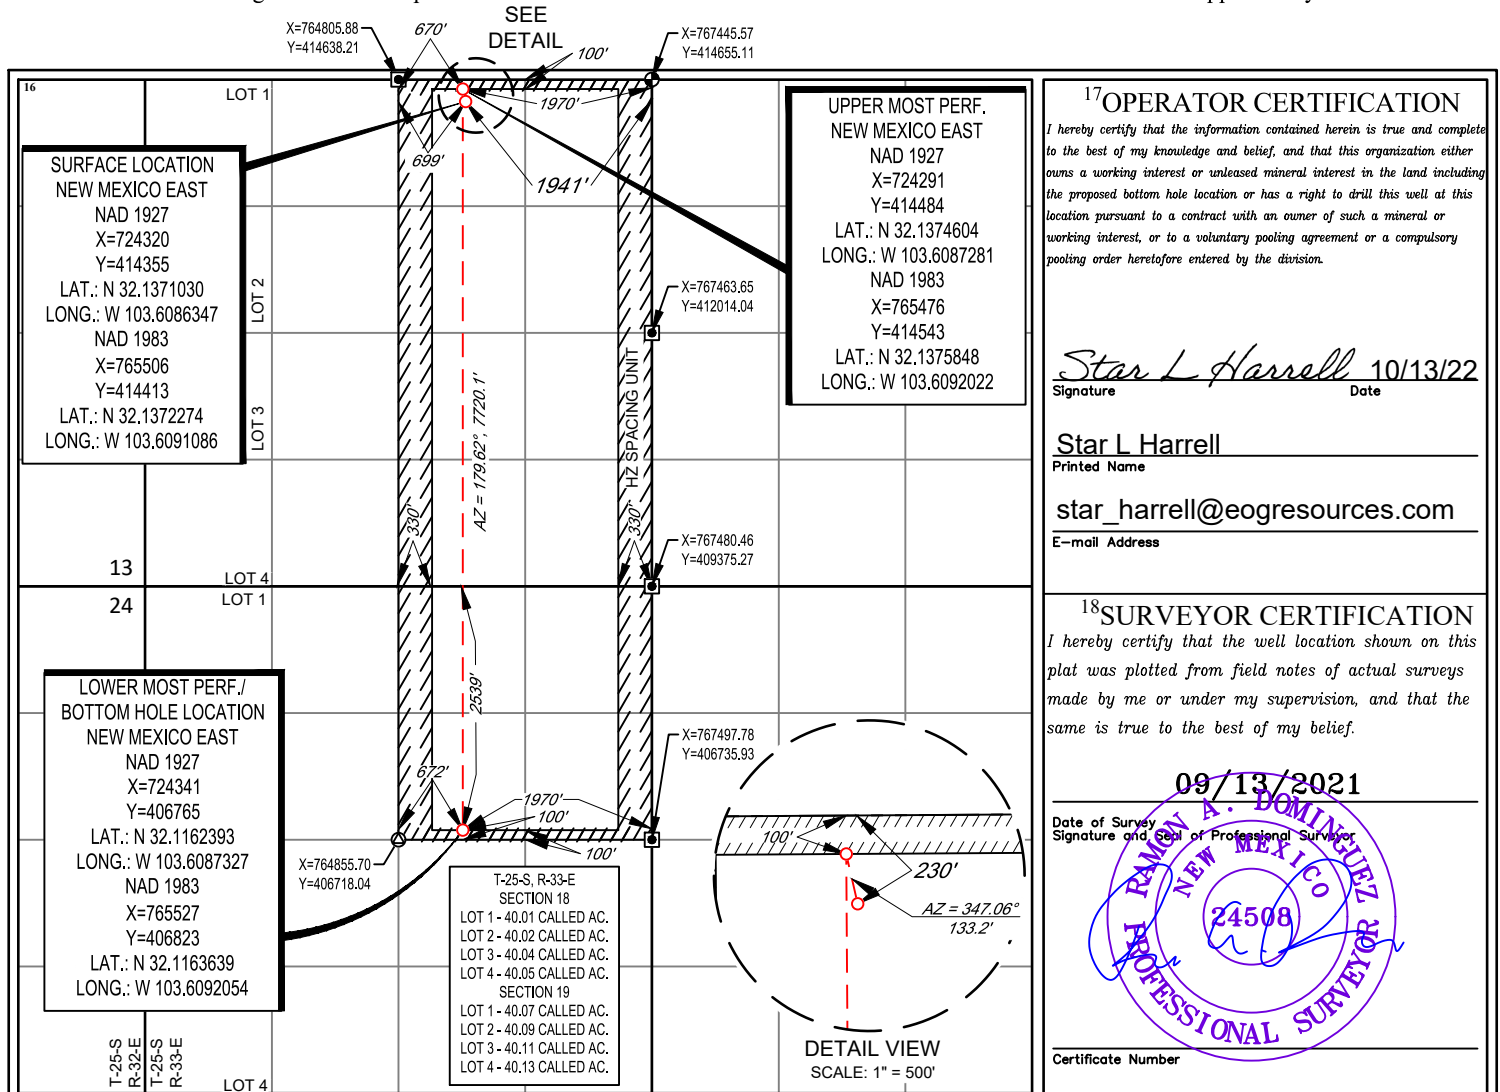 SEE
DETAIL
X=764805.88
Y=414638.21
670'
100'
X=767445.57
Y=414655.11
16
LOT 1
1970'
699'
1941'
SURFACE LOCATION
NEW MEXICO EAST
NAD 1927
X=724320
Y=414355
LAT.: N 32.1371030
LONG.: W 103.6086347
NAD 1983
X=765506
Y=414413
LAT.: N 32.1372274
LONG.: W 103.6091086
LOT 2
LOT 3
UPPER MOST PERF.
NEW MEXICO EAST
NAD 1927
X=724291
Y=414484
LAT.: N 32.1374604
LONG.: W 103.6087281
NAD 1983
X=765476
Y=414543
LAT.: N 32.1375848
LONG.: W 103.6092022
X=767463.65
Y=412014.04
AZ = 179.62°, 7720.1'
HZ SPACING UNIT
330'
330'
X=767480.46
Y=409375.27
13
LOT 4
24
LOT 1
2539'
LOWER MOST PERF./
BOTTOM HOLE LOCATION
NEW MEXICO EAST
NAD 1927
X=724341
Y=406765
LAT.: N 32.1162393
LONG.: W 103.6087327
NAD 1983
X=765527
Y=406823
LAT.: N 32.1163639
LONG.: W 103.6092054
X=767497.78
Y=406735.93
672'
1970'
100'
100'
X=764855.70
Y=406718.04
T-25-S, R-33-E
SECTION 18
LOT 1 - 40.01 CALLED AC.
LOT 2 - 40.02 CALLED AC.
LOT 3 - 40.04 CALLED AC.
LOT 4 - 40.05 CALLED AC.
SECTION 19
LOT 1 - 40.07 CALLED AC.
LOT 2 - 40.09 CALLED AC.
LOT 3 - 40.11 CALLED AC.
LOT 4 - 40.13 CALLED AC.
100'
230'
AZ = 347.06°
133.2'
DETAIL VIEW
SCALE: 1" = 500'
T-25-S
R-32-E
T-25-S
R-33-E
LOT 4
17 OPERATOR CERTIFICATION
I hereby certify that the information contained herein is true and complete
to the best of my knowledge and belief, and that this organization either
owns a working interest or unleased mineral interest in the land including
the proposed bottom hole location or has a right to drill this well at this
location pursuant to a contract with an owner of such a mineral or
working interest, or to a voluntary pooling agreement or a compulsory
pooling order heretofore entered by the division.
Star L Harrell 10/13/22
Signature Date
Star L Harrell
Printed Name
star_harrell@eogresources.com
E-mail Address
18 SURVEYOR CERTIFICATION
I hereby certify that the well location shown on this
plat was plotted from field notes of actual surveys
made by me or under my supervision, and that the
same is true to the best of my belief.
09/13/2021
Date of Survey
Signature and Seal of Professional Surveyor
RAMON A. DOMINGUEZ
NEW MEXICO
24508
PROFESSIONAL SURVEYOR
Certificate Number